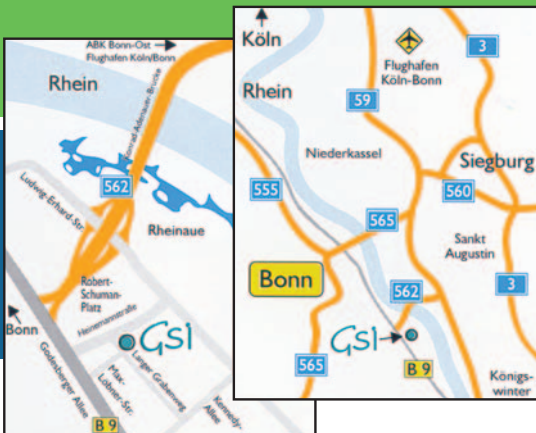 ABK Bonn-Ost
Flughafen Köln/Bonn
Rhein
Konrad-Adenauer-Brücke
562
Ludwig-Erhard-Str.
Rheinaue
Robert-
Schuman-
Platz
Heinemannstraße
Bonn
GSI
Godesberger Allee
Langer Grabenweg
Max-
Löbner-Str.
Kennedy-
Allee
B 9
Köln
Flughafen
Köln-Bonn
3
Rhein
59
Niederkassel
Siegburg
555
560
565
Sankt
Augustin
Bonn
562
3
GSI
565
B 9
Königs-
winter